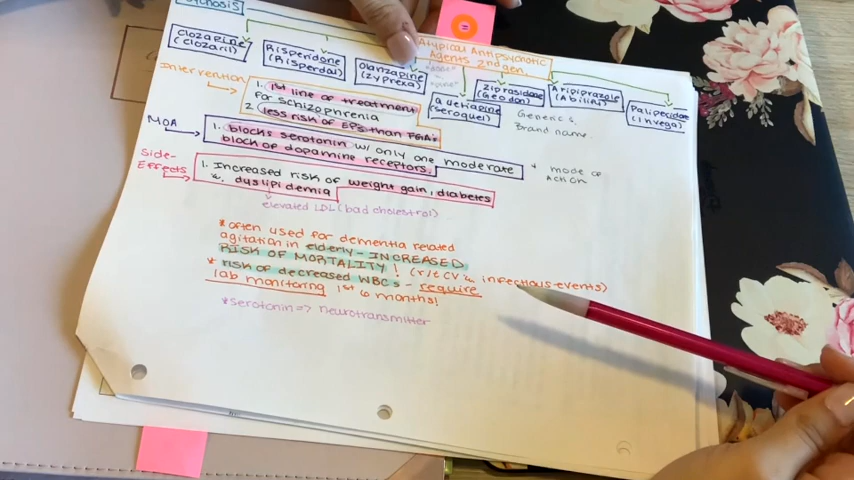 Psychosis
Atypical Antipsychotic
Agents 2nd gen.
Clozapine
(Clozaril)
Risperidone
(Risperdal)
Olanzapine
(Zyprexa)
Quetiapine
(Seroquel)
Ziprasidone
(Geodon)
Aripiprazole
(Abilify)
Paliperidone
(Invega)
Generic &
Brand name
Intervention
1. 1st line of treatment
for schizophrenia
2. less risk of EPS than FGA
MOA
1. blocks serotonin w/ only one moderate
block of dopamine receptors.
* mode of
Action
Side-
Effects
1. Increased risk of weight gain, diabetes
&, dyslipidemia
elevated LDL (bad cholestrol)
*often used for dementia related
agitation in elderly - INCREASED
RISK OF MORTALITY! (r/t CV & infectious-events)
* risk of decreased WBCs - require
lab monitoring 1st 6 months!
*serotonin => neurotransmitter